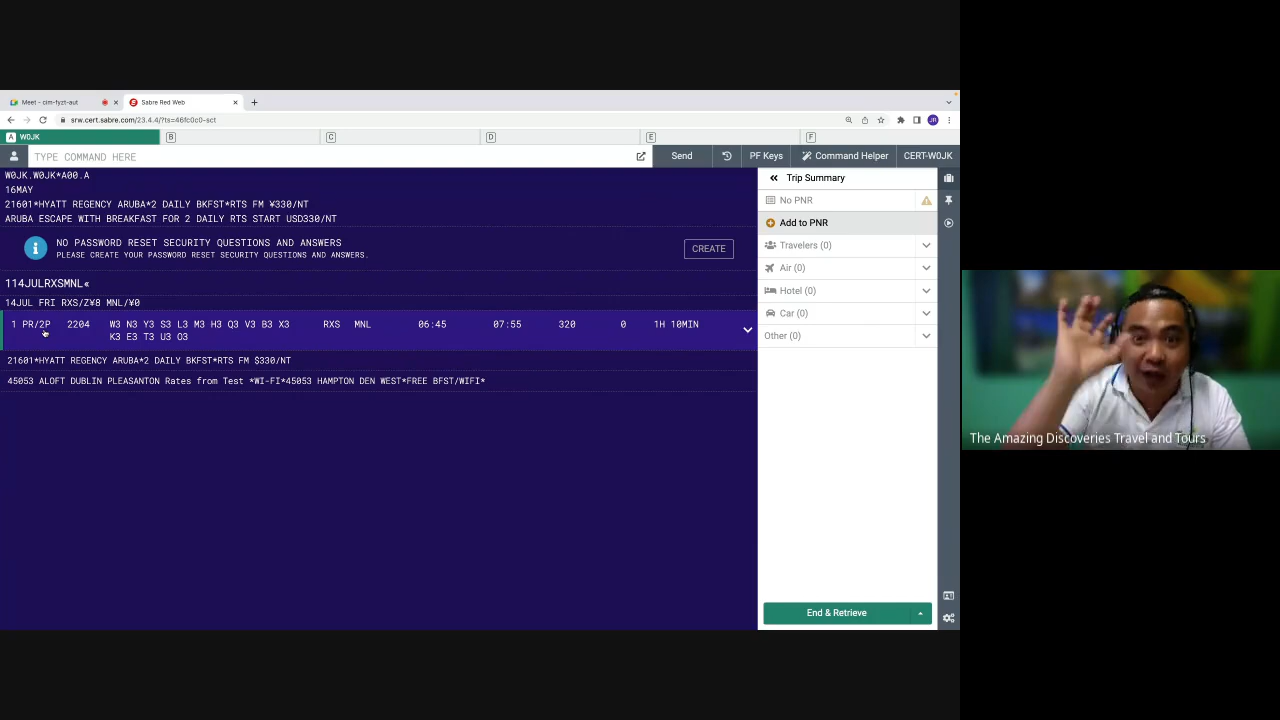 Meet - cim-fyzt-aut
Sabre Red Web
srw.cert.sabre.com/23.4.4/?ts=46fc0c0-sct
JR
A W0JK
B
C
D
E
F
TYPE COMMAND HERE
Send
PF Keys
Command Helper
CERT-W0JK
W0JK.W0JK*A00.A
16MAY
21601*HYATT REGENCY ARUBA*2 DAILY BKFST*RTS FM ¥330/NT
ARUBA ESCAPE WITH BREAKFAST FOR 2 DAILY RTS START USD330/NT
NO PASSWORD RESET SECURITY QUESTIONS AND ANSWERS
PLEASE CREATE YOUR PASSWORD RESET SECURITY QUESTIONS AND ANSWERS.
CREATE
114JULRXSMNL«
14JUL FRI RXS/Z¥8 MNL/¥0
1 PR/2P 2204 W3 N3 Y3 S3 L3 M3 H3 Q3 V3 B3 X3 RXS MNL 06:45 07:55 320 0 1H 10MIN
K3 E3 T3 U3 O3
21601*HYATT REGENCY ARUBA*2 DAILY BKFST*RTS FM $330/NT
45053 ALOFT DUBLIN PLEASANTON Rates from Test *WI-FI*45053 HAMPTON DEN WEST*FREE BFST/WIFI*
Trip Summary
No PNR
Add to PNR
Travelers (0)
Air (0)
Hotel (0)
Car (0)
Other (0)
End & Retrieve
The Amazing Discoveries Travel and Tours